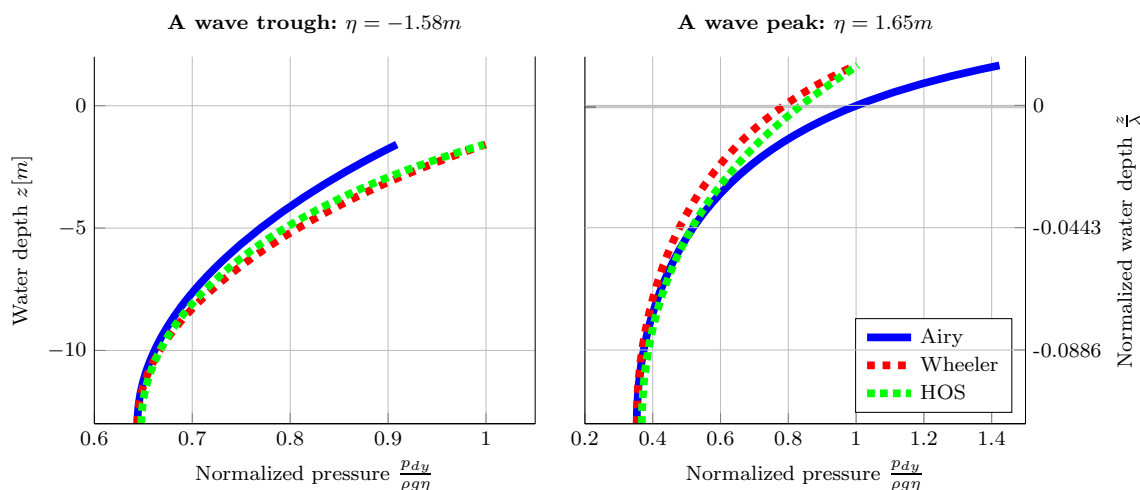 A wave trough: η = −1.58m
A wave peak: η = 1.65m
Water depth z[m]
0
−5
−10
0.6 0.7 0.8 0.9 1
Normalized pressure p_dy/ρgη
0
-0.0443
-0.0886
Normalized water depth z/λ
Airy
Wheeler
HOS
0.2 0.4 0.6 0.8 1 1.2 1.4
Normalized pressure p_dy/ρgη